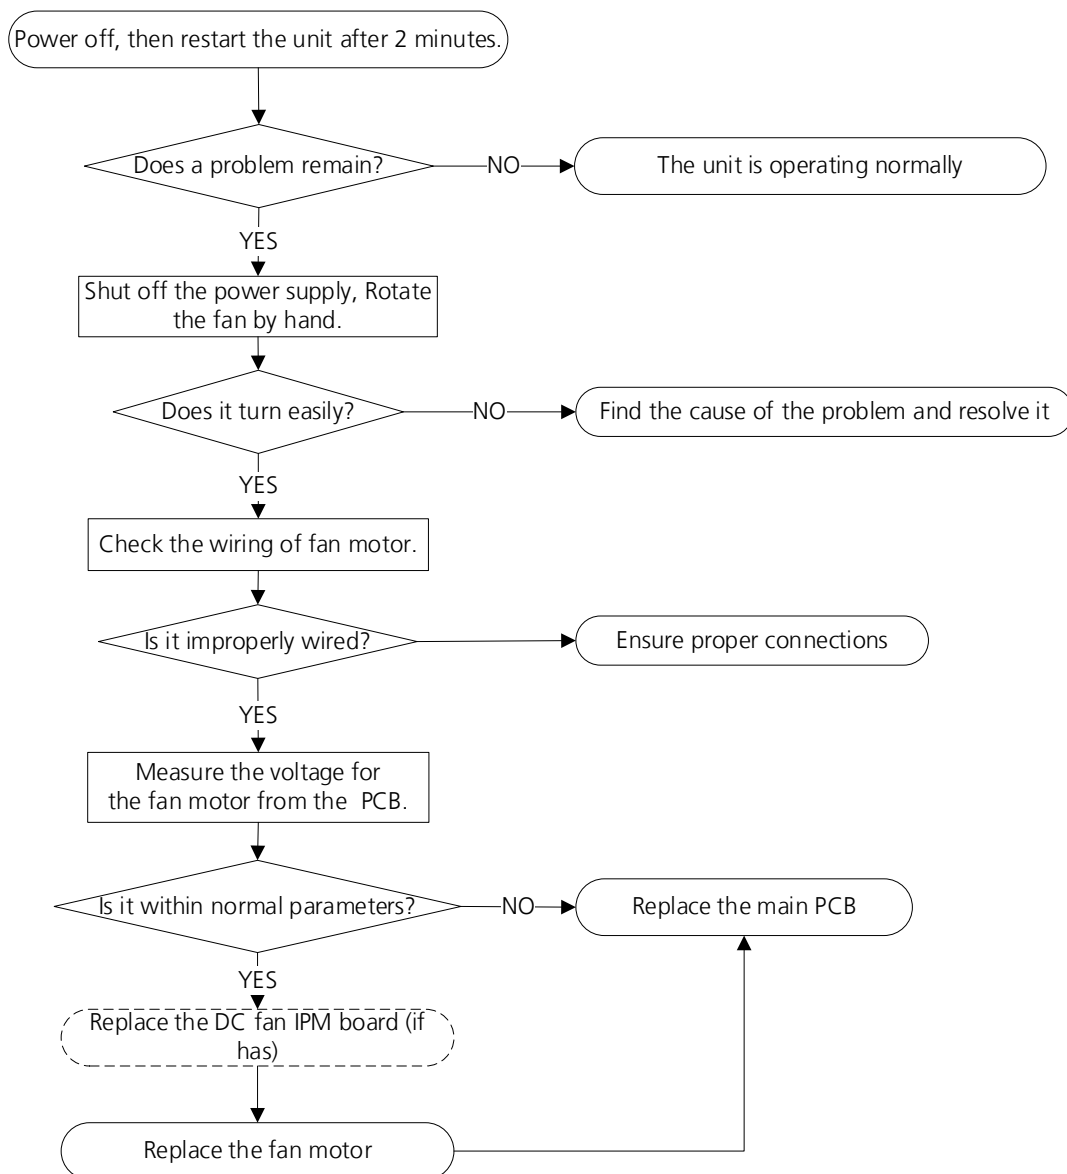 Power off, then restart the unit after 2 minutes.
Does a problem remain?
NO
The unit is operating normally
YES
Shut off the power supply, Rotate
the fan by hand.
Does it turn easily?
NO
Find the cause of the problem and resolve it
YES
Check the wiring of fan motor.
Is it improperly wired?
Ensure proper connections
YES
Measure the voltage for
the fan motor from the PCB.
Is it within normal parameters?
NO
Replace the main PCB
YES
Replace the DC fan IPM board (if
has)
Replace the fan motor